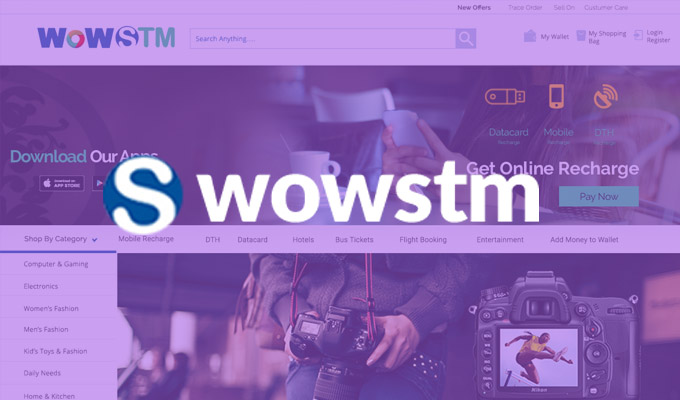 New Offers Trace Order Sell On Customer Care
WOWSTM
Search Anything....
My Wallet
My Shopping Bag
Login Register
Datacard Mobile DTH
Recharge Recharge
Download Our Apps
Get Online Recharge
Download on the APP STORE
Pay Now
S wowstm
Shop By Category Mobile Recharge DTH Datacard Hotels Bus Tickets Flight Booking Entertainment Add Money to Wallet
Computer & Gaming
Electronics
Women's Fashion
Men's Fashion
Kid's Toys & Fashion
Daily Needs
Home & Kitchen
Nikon
Nikon